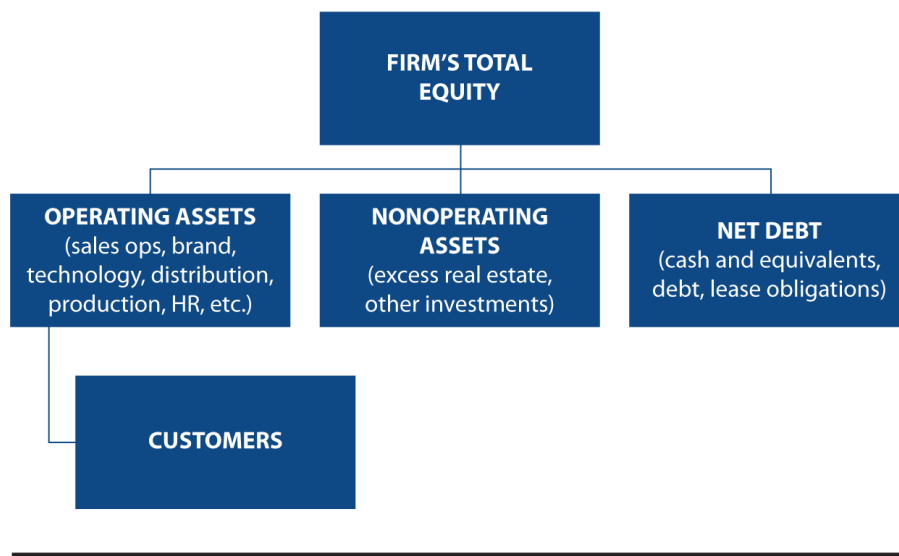 FIRM'S TOTAL
EQUITY
OPERATING ASSETS
(sales ops, brand,
technology, distribution,
production, HR, etc.)
NONOPERATING
ASSETS
(excess real estate,
other investments)
NET DEBT
(cash and equivalents,
debt, lease obligations)
CUSTOMERS